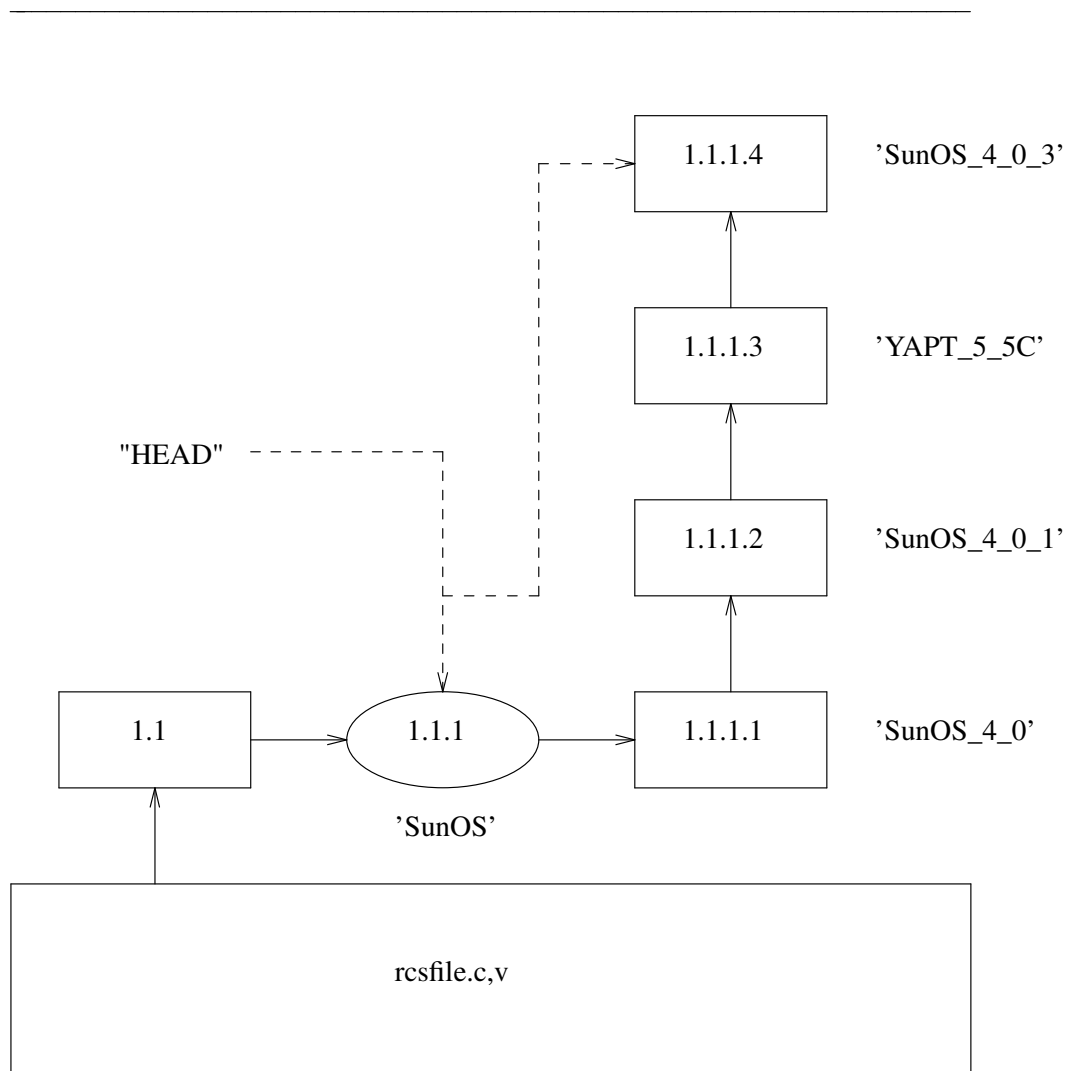 1.1.1.4 ’SunOS_4_0_3’
1.1.1.3 ’YAPT_5_5C’
"HEAD"
1.1.1.2 ’SunOS_4_0_1’
1.1 1.1.1 1.1.1.1 ’SunOS_4_0’
’SunOS’
rcsfile.c,v